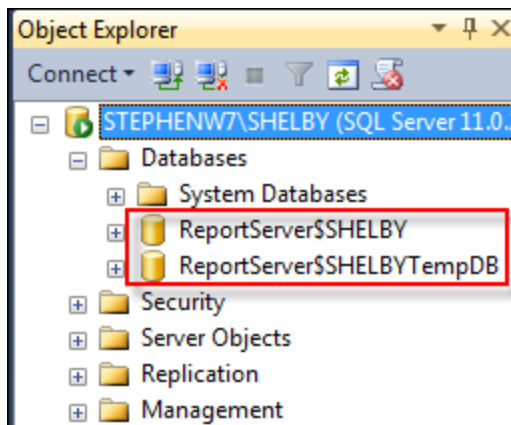 Object Explorer
Connect
STEPHENW7\SHELBY (SQL Server 11.0.
Databases
System Databases
ReportServer$SHELBY
ReportServer$SHELBYTempDB
Security
Server Objects
Replication
Management